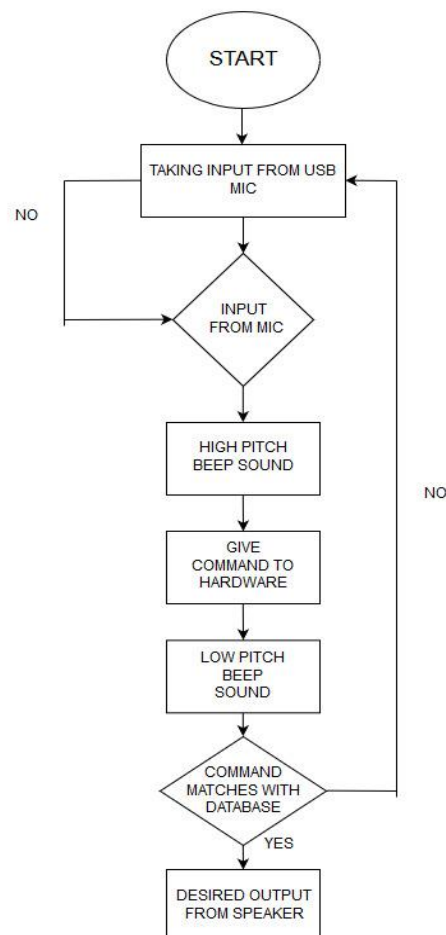 START
TAKING INPUT FROM USB
MIC
NO
INPUT
FROM MIC
HIGH PITCH
BEEP SOUND
NO
GIVE
COMMAND TO
HARDWARE
LOW PITCH
BEEP
SOUND
COMMAND
MATCHES WITH
DATABASE
YES
DESIRED OUTPUT
FROM SPEAKER